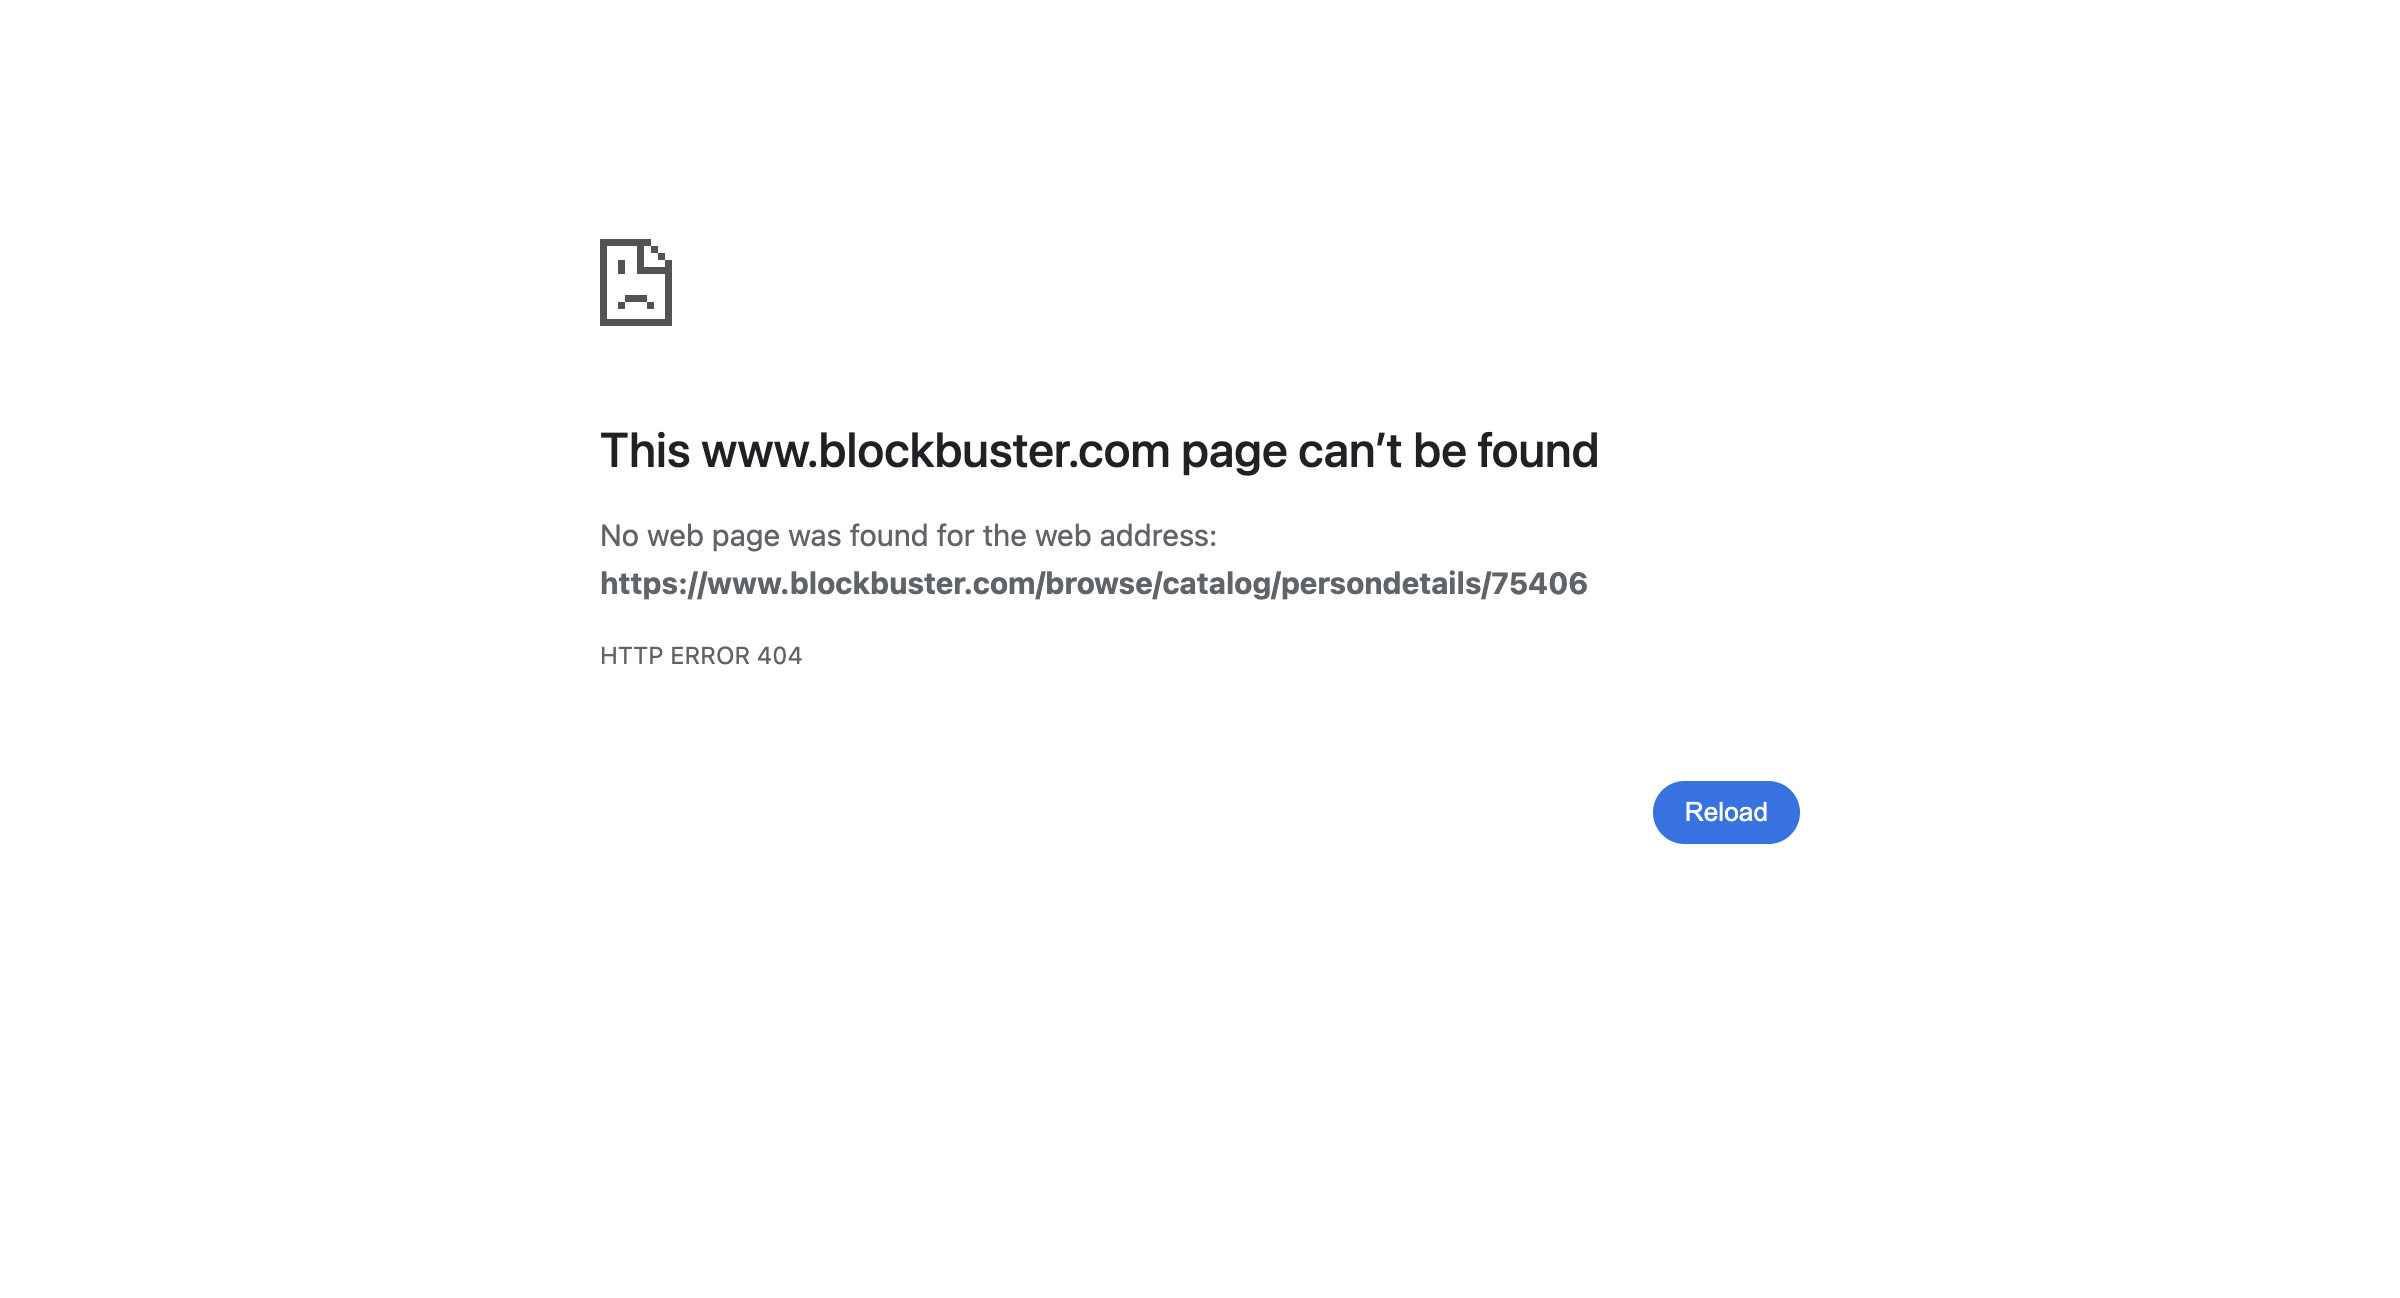 This www.blockbuster.com page can’t be found
No web page was found for the web address:
https://www.blockbuster.com/browse/catalog/persondetails/75406
HTTP ERROR 404
Reload